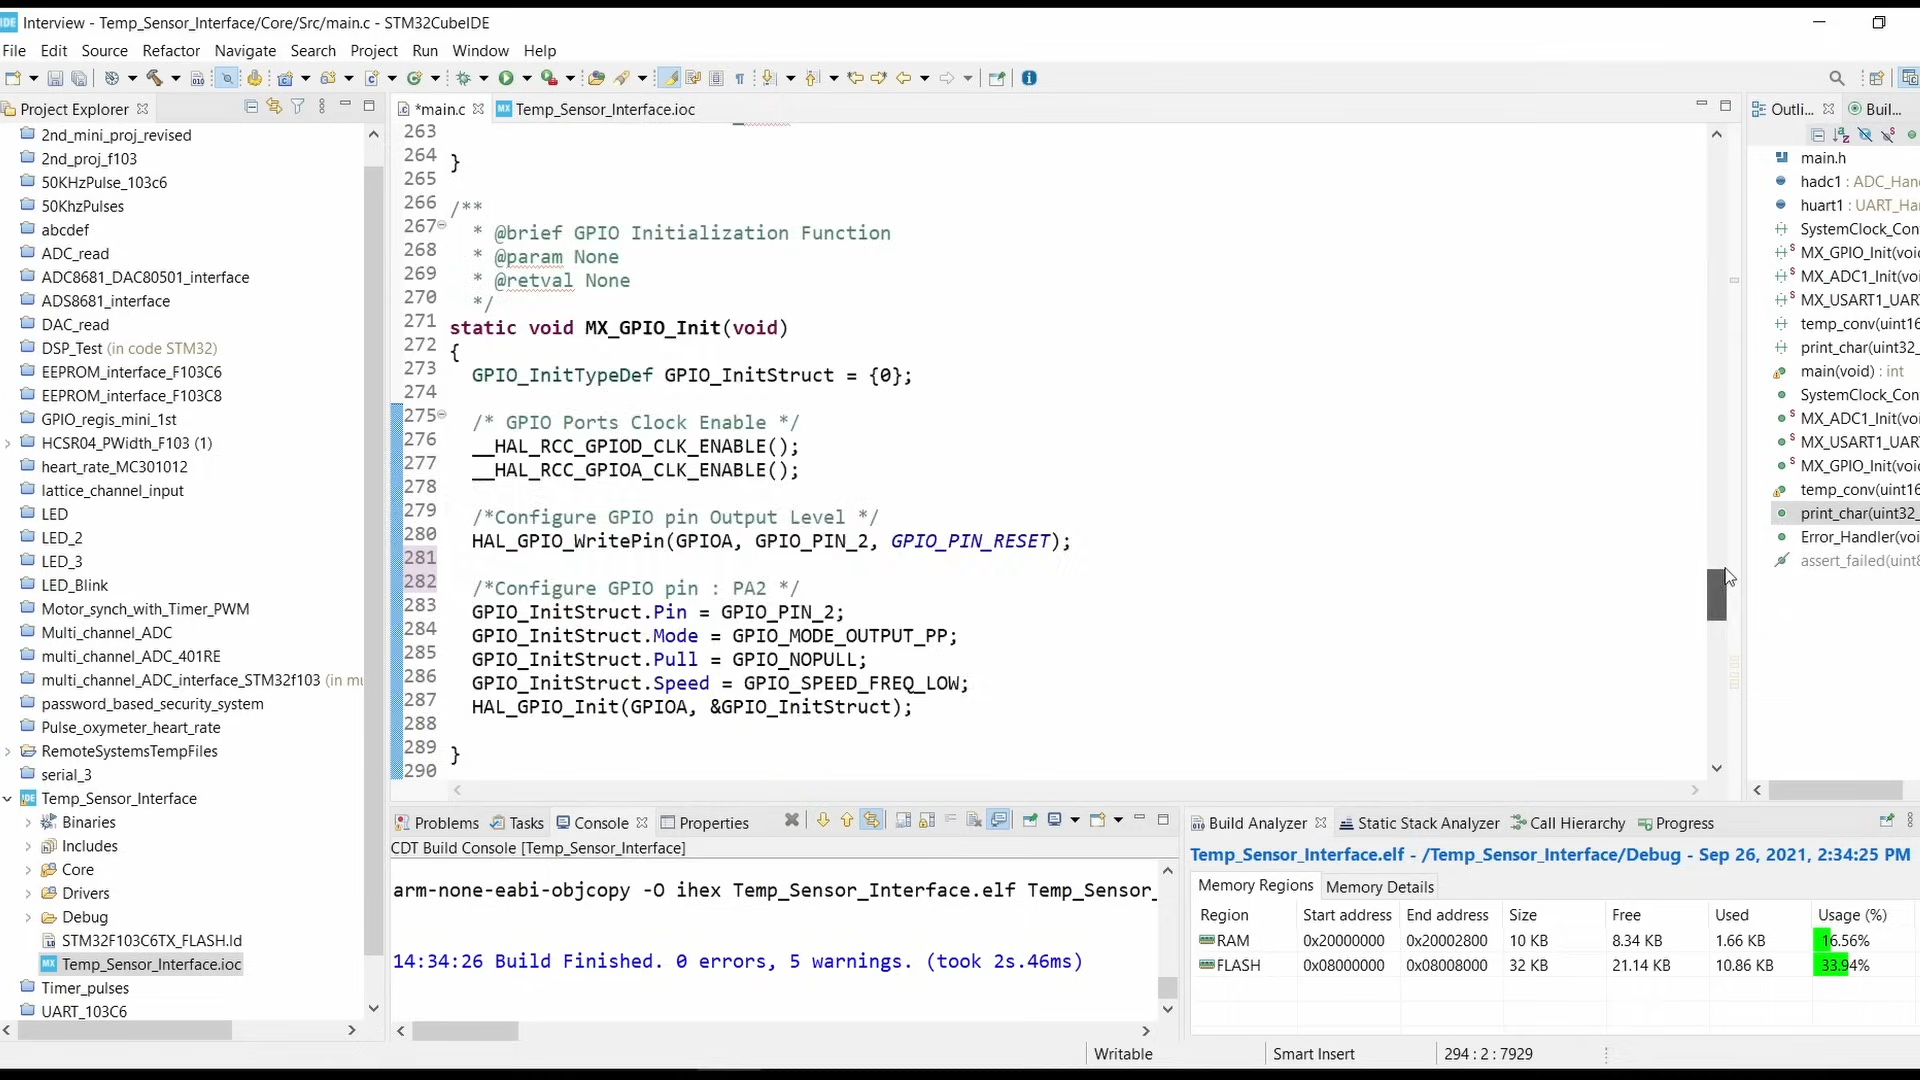 Interview - Temp_Sensor_Interface/Core/Src/main.c - STM32CubeIDE
File Edit Source Refactor Navigate Search Project Run Window Help
Project Explorer
2nd_mini_proj_revised
2nd_proj_f103
50KHzPulse_103c6
50KhzPulses
abcdef
ADC_read
ADC8681_DAC80501_interface
ADS8681_interface
DAC_read
DSP_Test (in code STM32)
EEPROM_interface_F103C6
EEPROM_interface_F103C8
GPIO_regis_mini_1st
HCSR04_PWidth_F103 (1)
heart_rate_MC301012
lattice_channel_input
LED
LED_2
LED_3
LED_Blink
Motor_synch_with_Timer_PWM
Multi_channel_ADC
multi_channel_ADC_401RE
multi_channel_ADC_interface_STM32f103 (in mu
password_based_security_system
Pulse_oxymeter_heart_rate
RemoteSystemsTempFiles
serial_3
Temp_Sensor_Interface
Binaries
Includes
Core
Drivers
Debug
STM32F103C6TX_FLASH.ld
Temp_Sensor_Interface.ioc
Timer_pulses
UART_103C6
*main.c Temp_Sensor_Interface.ioc
263
264 }
265
266 /**
267 * @brief GPIO Initialization Function
268 * @param None
269 * @retval None
270 */
271 static void MX_GPIO_Init(void)
272 {
273 GPIO_InitTypeDef GPIO_InitStruct = {0};
274
275 /* GPIO Ports Clock Enable */
276 __HAL_RCC_GPIOD_CLK_ENABLE();
277 __HAL_RCC_GPIOA_CLK_ENABLE();
278
279 /*Configure GPIO pin Output Level */
280 HAL_GPIO_WritePin(GPIOA, GPIO_PIN_2, GPIO_PIN_RESET);
281
282 /*Configure GPIO pin : PA2 */
283 GPIO_InitStruct.Pin = GPIO_PIN_2;
284 GPIO_InitStruct.Mode = GPIO_MODE_OUTPUT_PP;
285 GPIO_InitStruct.Pull = GPIO_NOPULL;
286 GPIO_InitStruct.Speed = GPIO_SPEED_FREQ_LOW;
287 HAL_GPIO_Init(GPIOA, &GPIO_InitStruct);
288
289 }
290
Outli... Buil...
main.h
hadc1 : ADC_Han
huart1 : UART_Ha
SystemClock_Con
MX_GPIO_Init(voi
MX_ADC1_Init(voi
MX_USART1_UAR
temp_conv(uint16
print_char(uint32_
main(void) : int
SystemClock_Con
MX_ADC1_Init(voi
MX_USART1_UAR
MX_GPIO_Init(voi
temp_conv(uint16
print_char(uint32_
Error_Handler(voi
assert_failed(uint8
Problems Tasks Console Properties
CDT Build Console [Temp_Sensor_Interface]
arm-none-eabi-objcopy -O ihex Temp_Sensor_Interface.elf Temp_Sensor_
14:34:26 Build Finished. 0 errors, 5 warnings. (took 2s.46ms)
Build Analyzer Static Stack Analyzer Call Hierarchy Progress
Temp_Sensor_Interface.elf - /Temp_Sensor_Interface/Debug - Sep 26, 2021, 2:34:25 PM
Memory Regions Memory Details
Region Start address End address Size Free Used Usage (%)
RAM 0x20000000 0x20002800 10 KB 8.34 KB 1.66 KB 16.56%
FLASH 0x08000000 0x08008000 32 KB 21.14 KB 10.86 KB 33.94%
Writable Smart Insert 294 : 2 : 7929